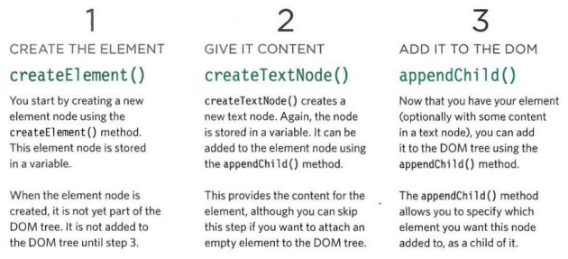 1
CREATE THE ELEMENT
createElement()
You start by creating a new
element node using the
createElement() method.
This element node is stored
in a variable.
When the element node is
created, it is not yet part of the
DOM tree. It is not added to
the DOM tree until step 3.
2
GIVE IT CONTENT
createTextNode()
createTextNode() creates a
new text node. Again, the node
is stored in a variable. It can be
added to the element node using
the appendChild() method.
This provides the content for the
element, although you can skip
this step if you want to attach an
empty element to the DOM tree.
3
ADD IT TO THE DOM
appendChild()
Now that you have your element
(optionally with some content
in a text node), you can add
it to the DOM tree using the
appendChild() method.
The appendChild() method
allows you to specify which
element you want this node
added to, as a child of it.